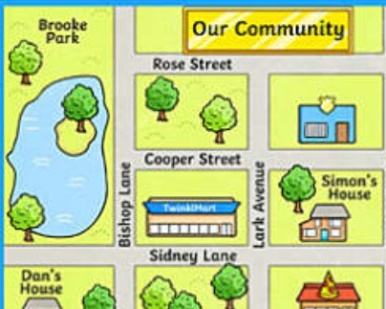 Our Community
Brooke
Park
Rose Street
Cooper Street
Bishop Lane
Lark Avenue
TwinklMart
Simon's
House
Sidney Lane
Dan's
House